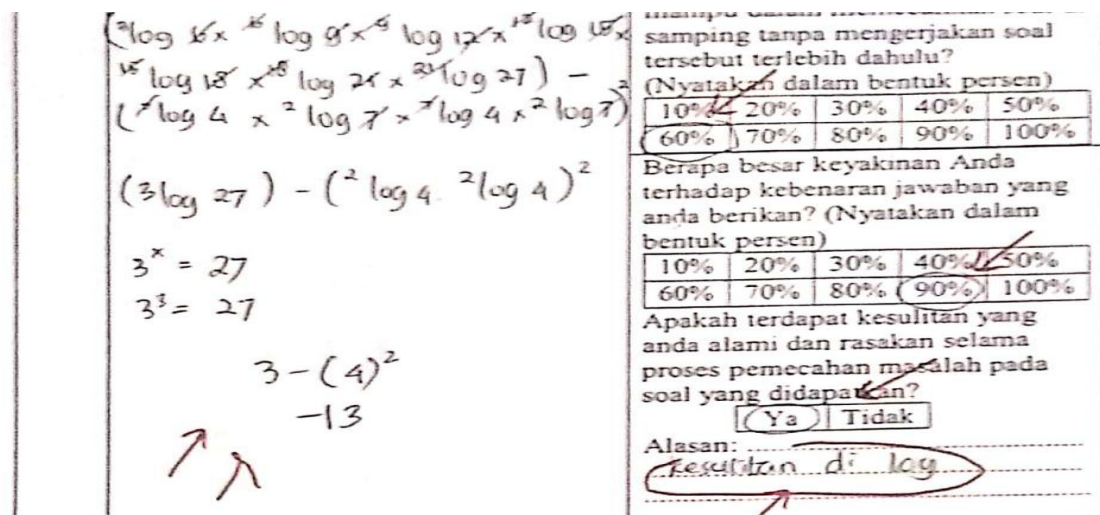 (³log 6 x ⁶log 9 x ⁹log 12 x ¹²log 15 x
¹⁵log 18 x ¹⁸log 21 x ²¹log 27) -
(⁷log 4 x ²log 7 x ⁷log 4 x ²log 7)²
(3log 27) - (²log 4 ²log 4)²
3ˣ = 27
3³ = 27
3 - (4)²
-13
samping tanpa mengerjakan soal
tersebut terlebih dahulu?
(Nyatakan dalam bentuk persen)
10% 20% 30% 40% 50%
60% 70% 80% 90% 100%
Berapa besar keyakinan Anda
terhadap kebenaran jawaban yang
anda berikan? (Nyatakan dalam
bentuk persen)
10% 20% 30% 40% 50%
60% 70% 80% 90% 100%
Apakah terdapat kesulitan yang
anda alami dan rasakan selama
proses pemecahan masalah pada
soal yang didapatkan?
Ya Tidak
Alasan:
Kesulitan di log